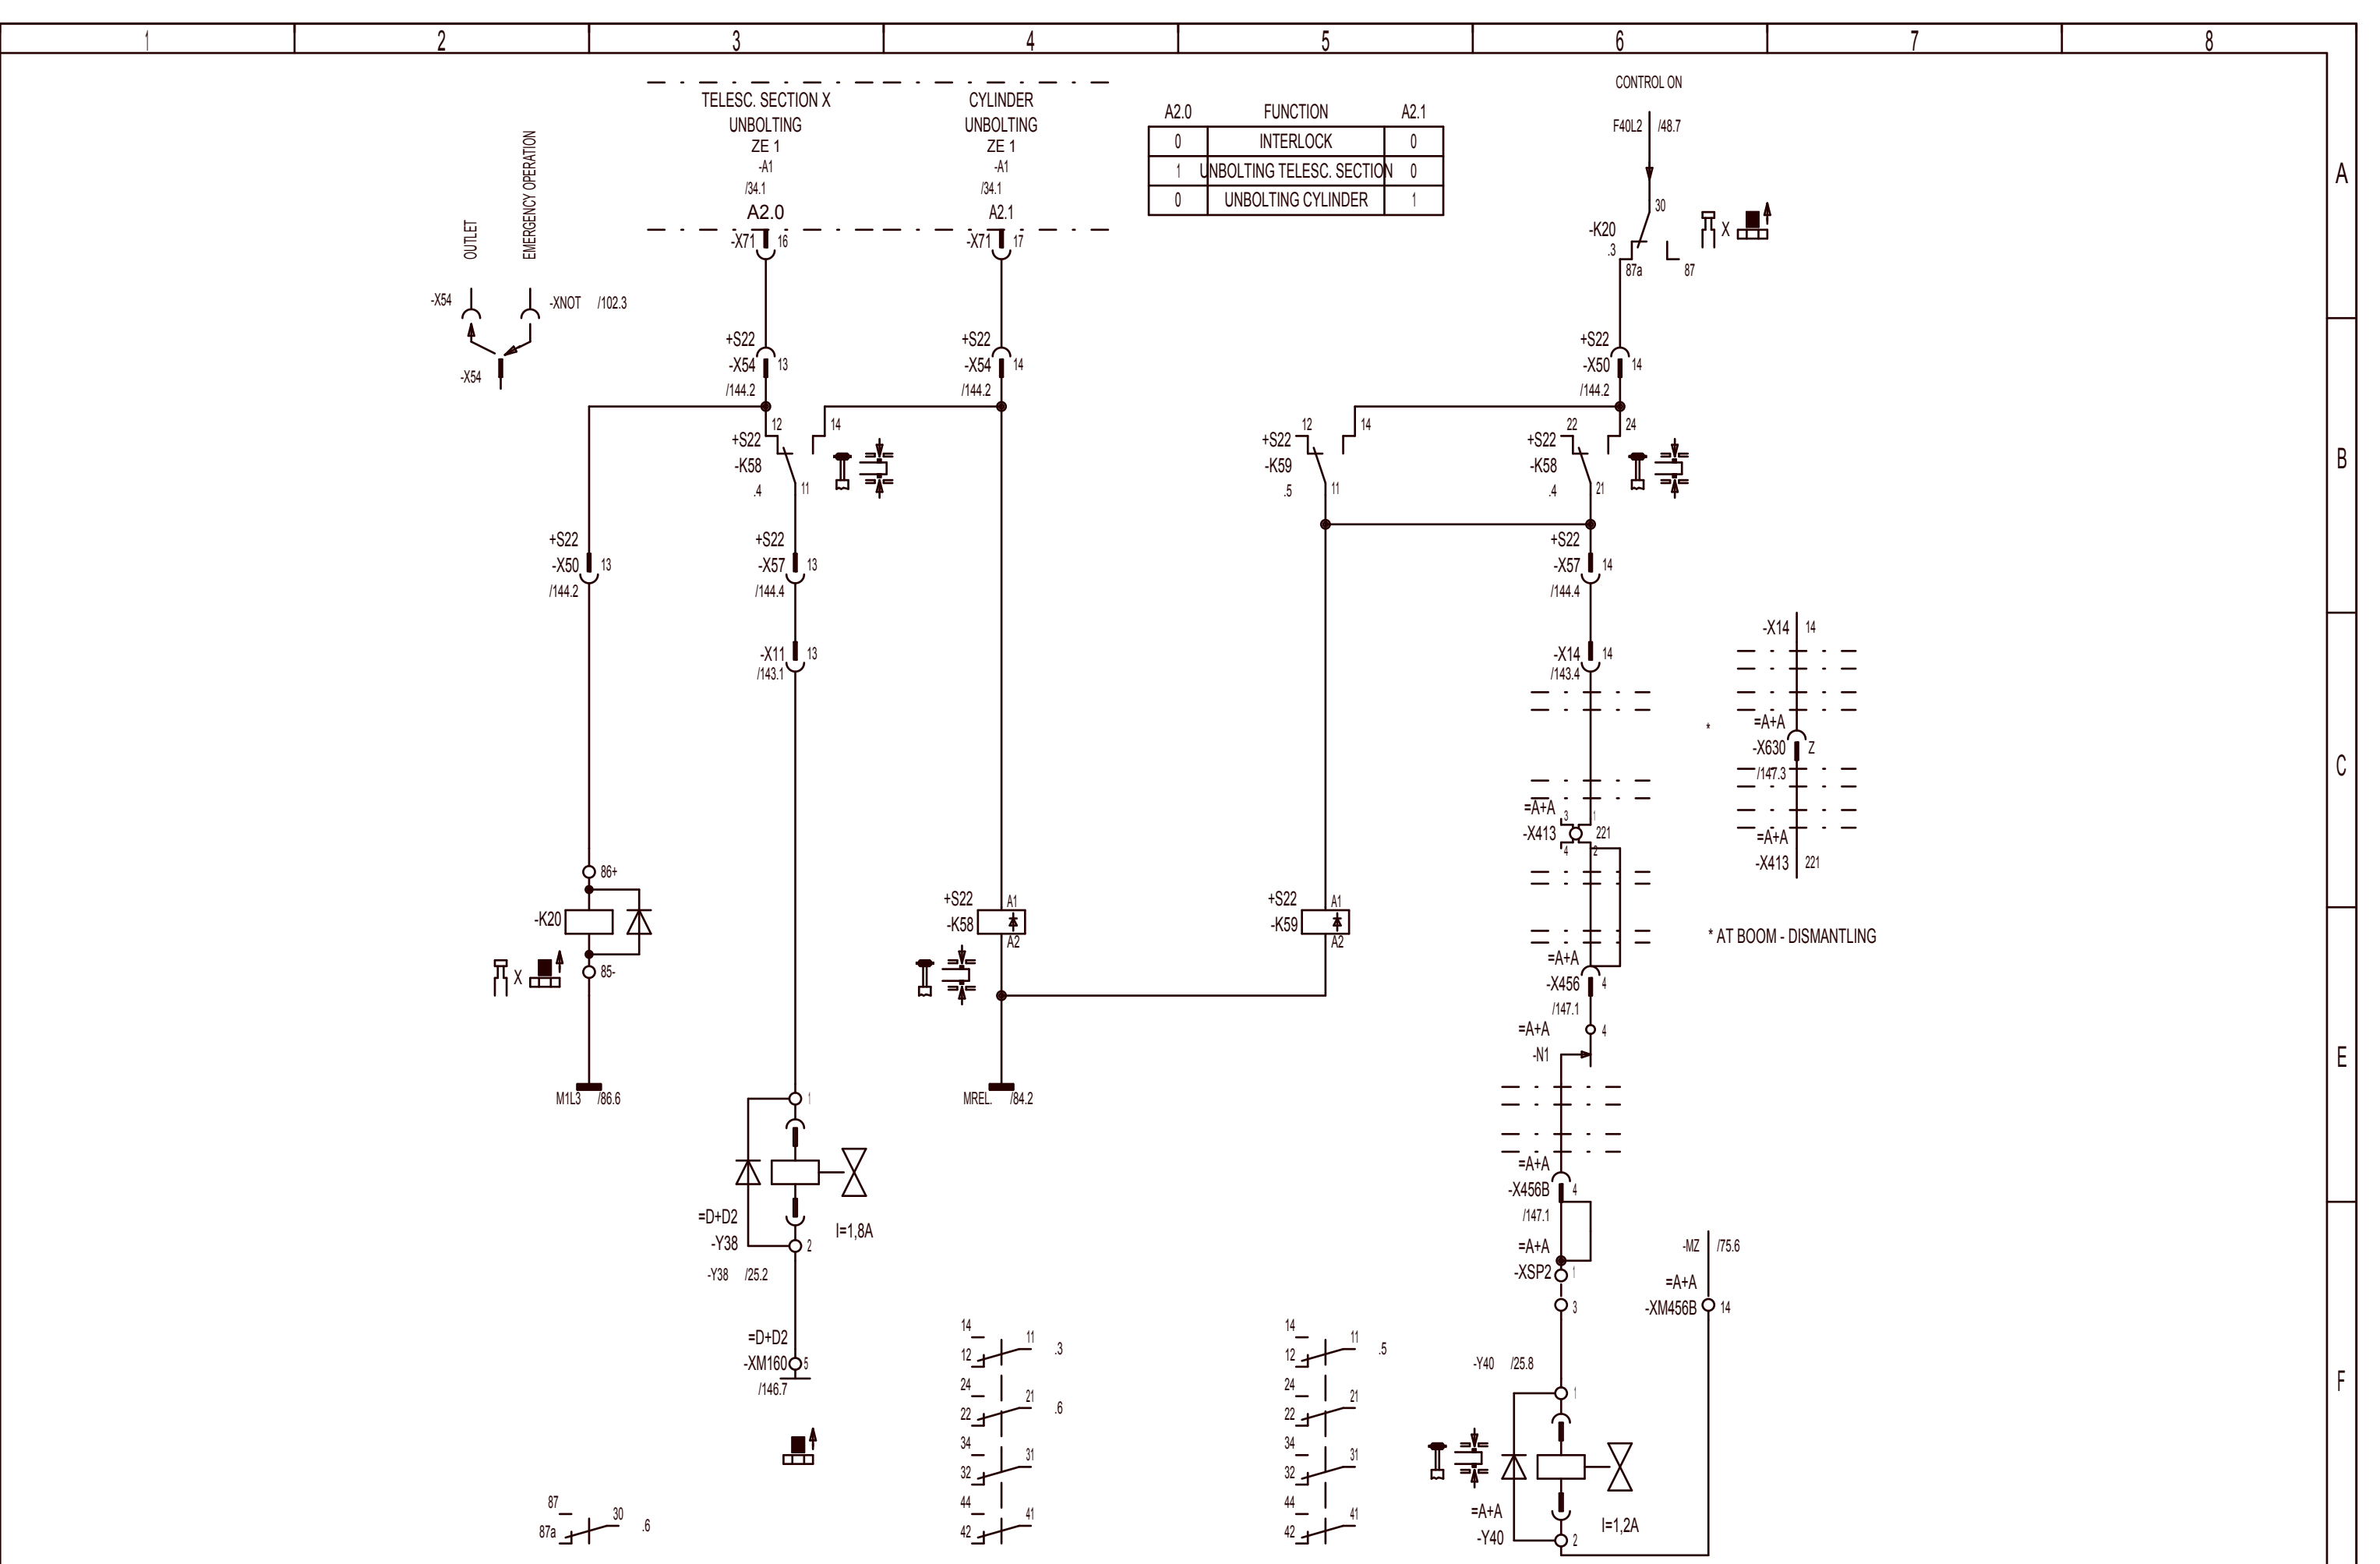 1 2 3 4 5 6 7 8
CONTROL ON
TELESC. SECTION X
UNBOLTING
ZE 1
-A1
/34.1
A2.0
-X71 16
CYLINDER
UNBOLTING
ZE 1
-A1
/34.1
A2.1
-X71 17
A2.0 FUNCTION A2.1
0 INTERLOCK 0
1 UNBOLTING TELESC. SECTION 0
0 UNBOLTING CYLINDER 1
F40L2 /48.7
30
-K20
.3
87a 87
X
A
OUTLET
EMERGENCY OPERATION
-X54
-XNOT /102.3
-X54
+S22
-X54 13
/144.2
+S22
-X54 14
/144.2
+S22
-X50 14
/144.2
12 14
+S22
-K58
.4 11
12 14
+S22
-K59
.5 11
22 24
+S22
-K58
.4 21
B
+S22
-X50 13
/144.2
+S22
-X57 13
/144.4
+S22
-X57 14
/144.4
-X11 13
/143.1
-X14 14
/143.4
-X14 14
*
=A+A
-X630 Z
/147.3
=A+A
-X413 221
C
=A+A
-X413 221
3 1
4 2
* AT BOOM - DISMANTLING
86+
-K20
X
85-
M1L3 /86.6
+S22
-K58
A1
A2
MREL. /84.2
+S22
-K59
A1
A2
=A+A
-X456 4
/147.1
=A+A 4
-N1
E
1
=D+D2
-Y38
2
I=1,8A
-Y38 /25.2
=D+D2
-XM160 5
/146.7
=A+A
-X456B 4
/147.1
=A+A
-XSP2 1
3
-MZ /75.6
=A+A
-XM456B 14
-Y40 /25.8
1
=A+A
-Y40
2
I=1,2A
F
87
87a 30 .6
14
12 11 .3
24
22 21 .6
34
32 31
44
42 41
14
12 11 .5
24
22 21
34
32 31
44
42 41